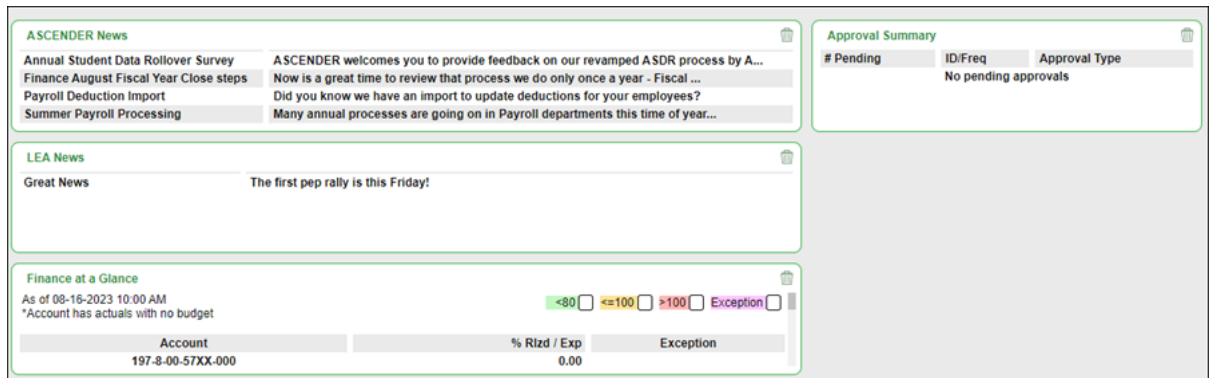 ASCENDER News
Annual Student Data Rollover Survey ASCENDER welcomes you to provide feedback on our revamped ASDR process by A...
Finance August Fiscal Year Close steps Now is a great time to review that process we do only once a year - Fiscal ...
Payroll Deduction Import Did you know we have an import to update deductions for your employees?
Summer Payroll Processing Many annual processes are going on in Payroll departments this time of year...
Approval Summary
# Pending ID/Freq Approval Type
No pending approvals
LEA News
Great News The first pep rally is this Friday!
Finance at a Glance
As of 08-16-2023 10:00 AM
<80 <=100 >100 Exception
*Account has actuals with no budget
Account % Rlzd / Exp Exception
197-8-00-57XX-000 0.00